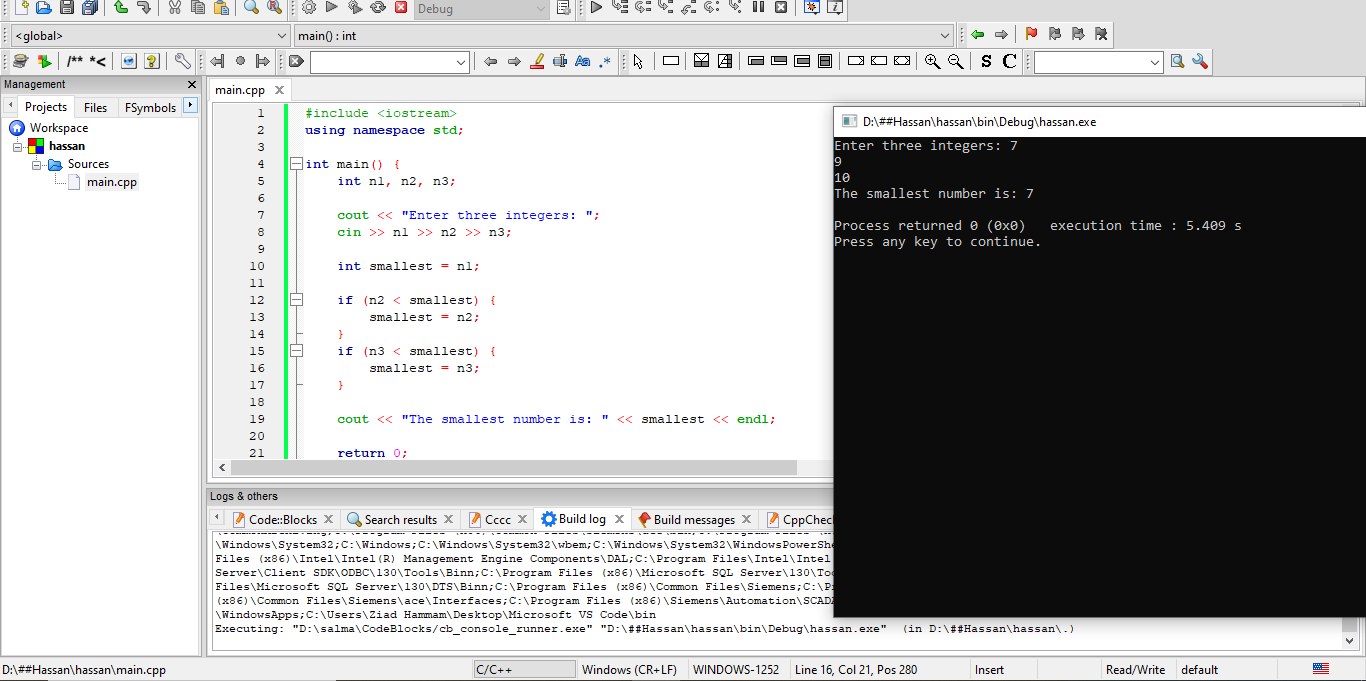 Debug
<global>
main() : int
/** *<
Aa .*
S C
Management
Projects Files FSymbols
Workspace
hassan
Sources
main.cpp
main.cpp
1 #include <iostream>
2 using namespace std;
3
4 int main() {
5 int n1, n2, n3;
6
7 cout << "Enter three integers: ";
8 cin >> n1 >> n2 >> n3;
9
10 int smallest = n1;
11
12 if (n2 < smallest) {
13 smallest = n2;
14 }
15 if (n3 < smallest) {
16 smallest = n3;
17 }
18
19 cout << "The smallest number is: " << smallest << endl;
20
21 return 0;
D:\##Hassan\hassan\bin\Debug\hassan.exe
Enter three integers: 7
9
10
The smallest number is: 7
Process returned 0 (0x0) execution time : 5.409 s
Press any key to continue.
Logs & others
Code::Blocks Search results Cccc Build log Build messages CppChec
\Windows\System32;C:\Windows;C:\Windows\System32\wbem;C:\Windows\System32\WindowsPowerShe
Files (x86)\Intel\Intel(R) Management Engine Components\DAL;C:\Program Files\Intel\Intel
Server\Client SDK\ODBC\130\Tools\Binn;C:\Program Files (x86)\Microsoft SQL Server\130\Too
Files\Microsoft SQL Server\130\DTS\Binn;C:\Program Files (x86)\Common Files\Siemens;C:\P
(x86)\Common Files\Siemens\ace\Interfaces;C:\Program Files (x86)\Siemens\Automation\SCADA
\WindowsApps;C:\Users\Ziad Hammam\Desktop\Microsoft VS Code\bin
Executing: "D:\salma\CodeBlocks/cb_console_runner.exe" "D:\##Hassan\hassan\bin\Debug\hassan.exe" (in D:\##Hassan\hassan\.)
D:\##Hassan\hassan\main.cpp C/C++ Windows (CR+LF) WINDOWS-1252 Line 16, Col 21, Pos 280 Insert Read/Write default